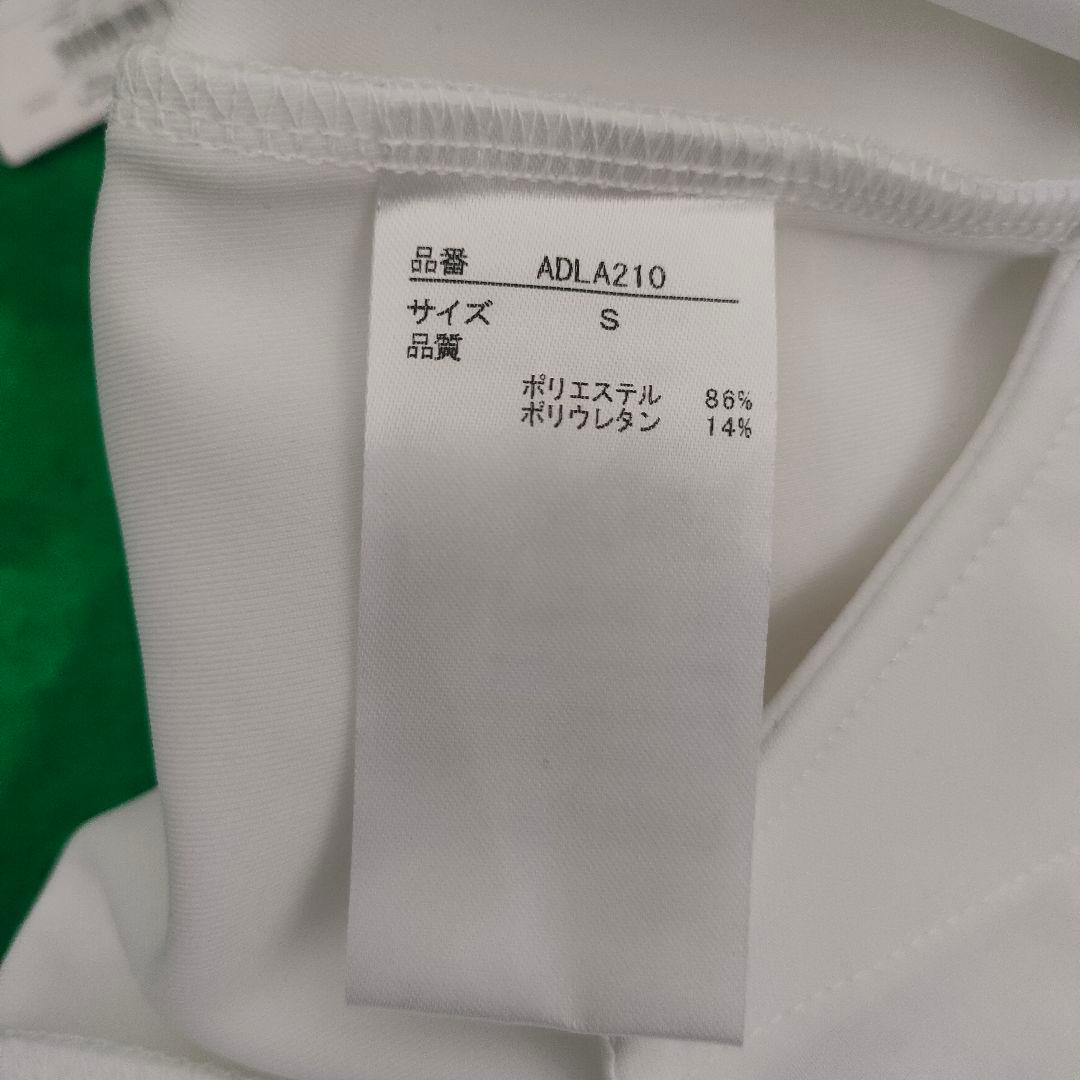 品番 ADLA210
サイズ S
品質
ポリエステル 86%
ポリウレタン 14%